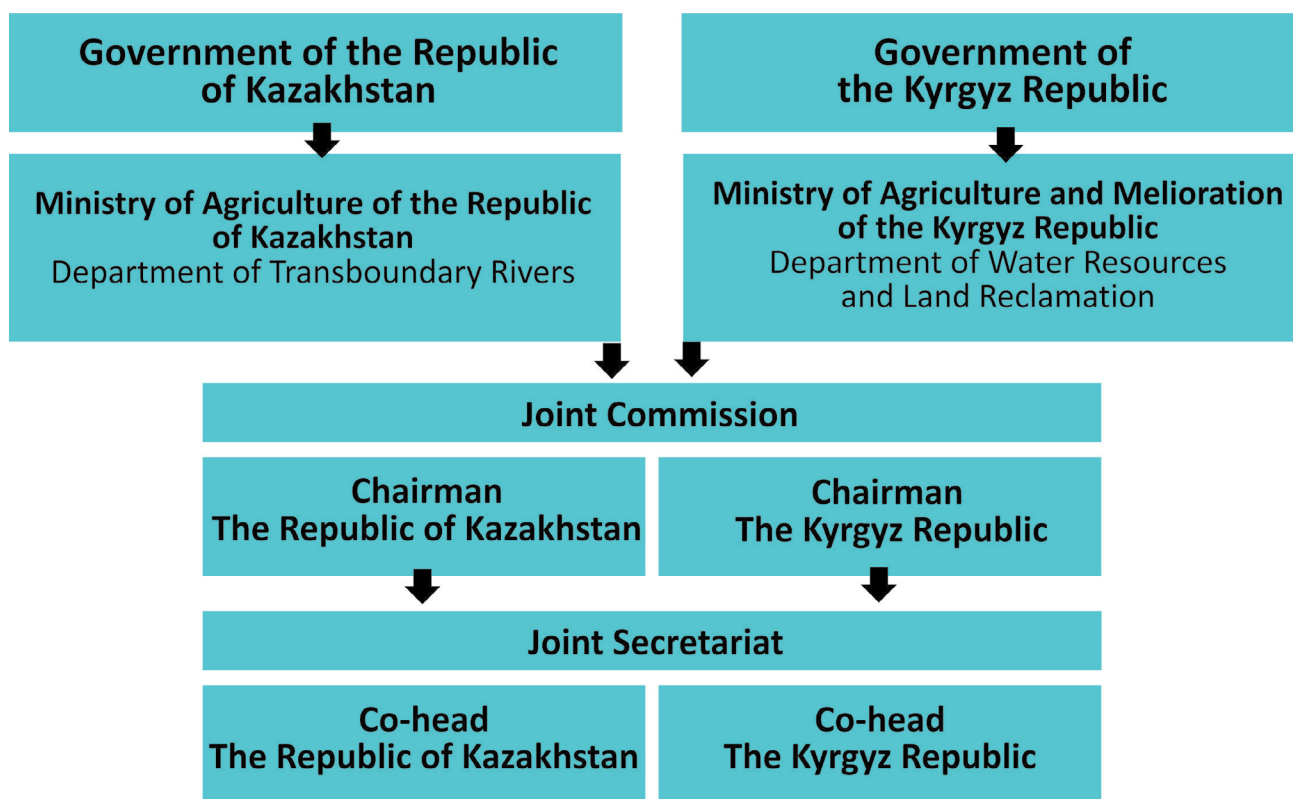 Government of the Republic
of Kazakhstan
Government of
the Kyrgyz Republic
Ministry of Agriculture of the Republic
of Kazakhstan
Department of Transboundary Rivers
Ministry of Agriculture and Melioration
of the Kyrgyz Republic
Department of Water Resources
and Land Reclamation
Joint Commission
Chairman
The Republic of Kazakhstan
Chairman
The Kyrgyz Republic
Joint Secretariat
Co-head
The Republic of Kazakhstan
Co-head
The Kyrgyz Republic